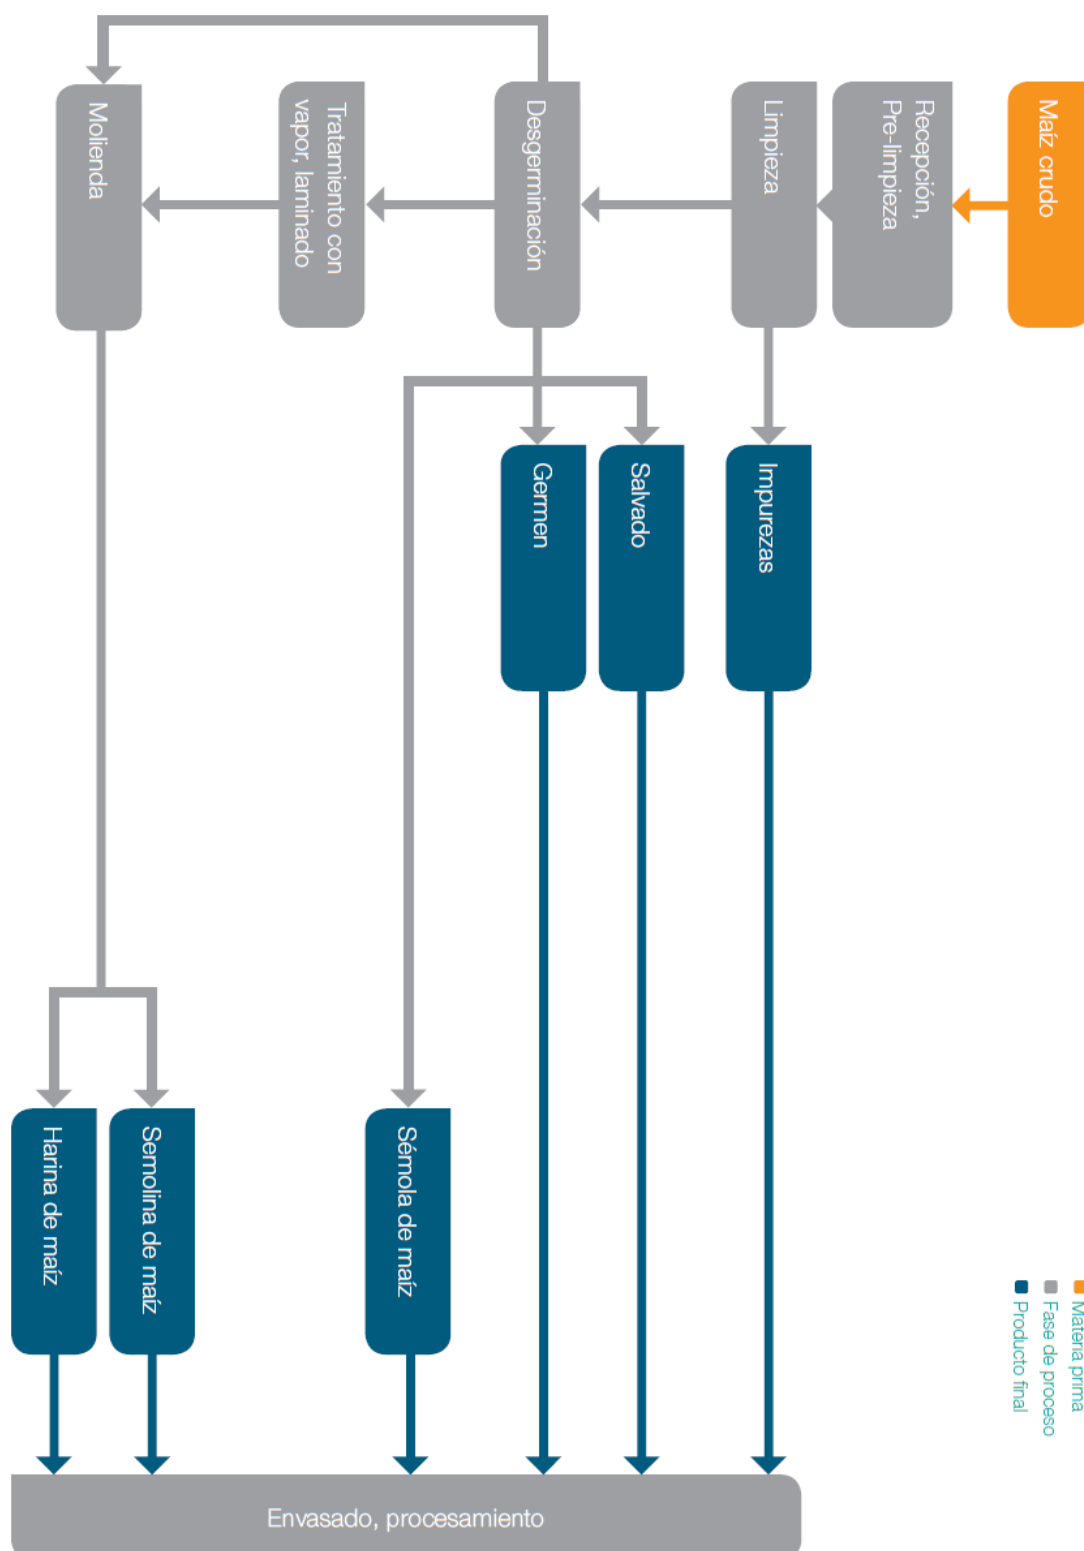 Maíz crudo
Recepción,
Pre-limpieza
Limpieza
Desgerminación
Tratamiento con
vapor, laminado
Molienda
Impurezas
Salvado
Germen
Sémola de maíz
Semolina de maíz
Harina de maíz
Envasado, procesamiento
Materia prima
Fase de proceso
Producto final